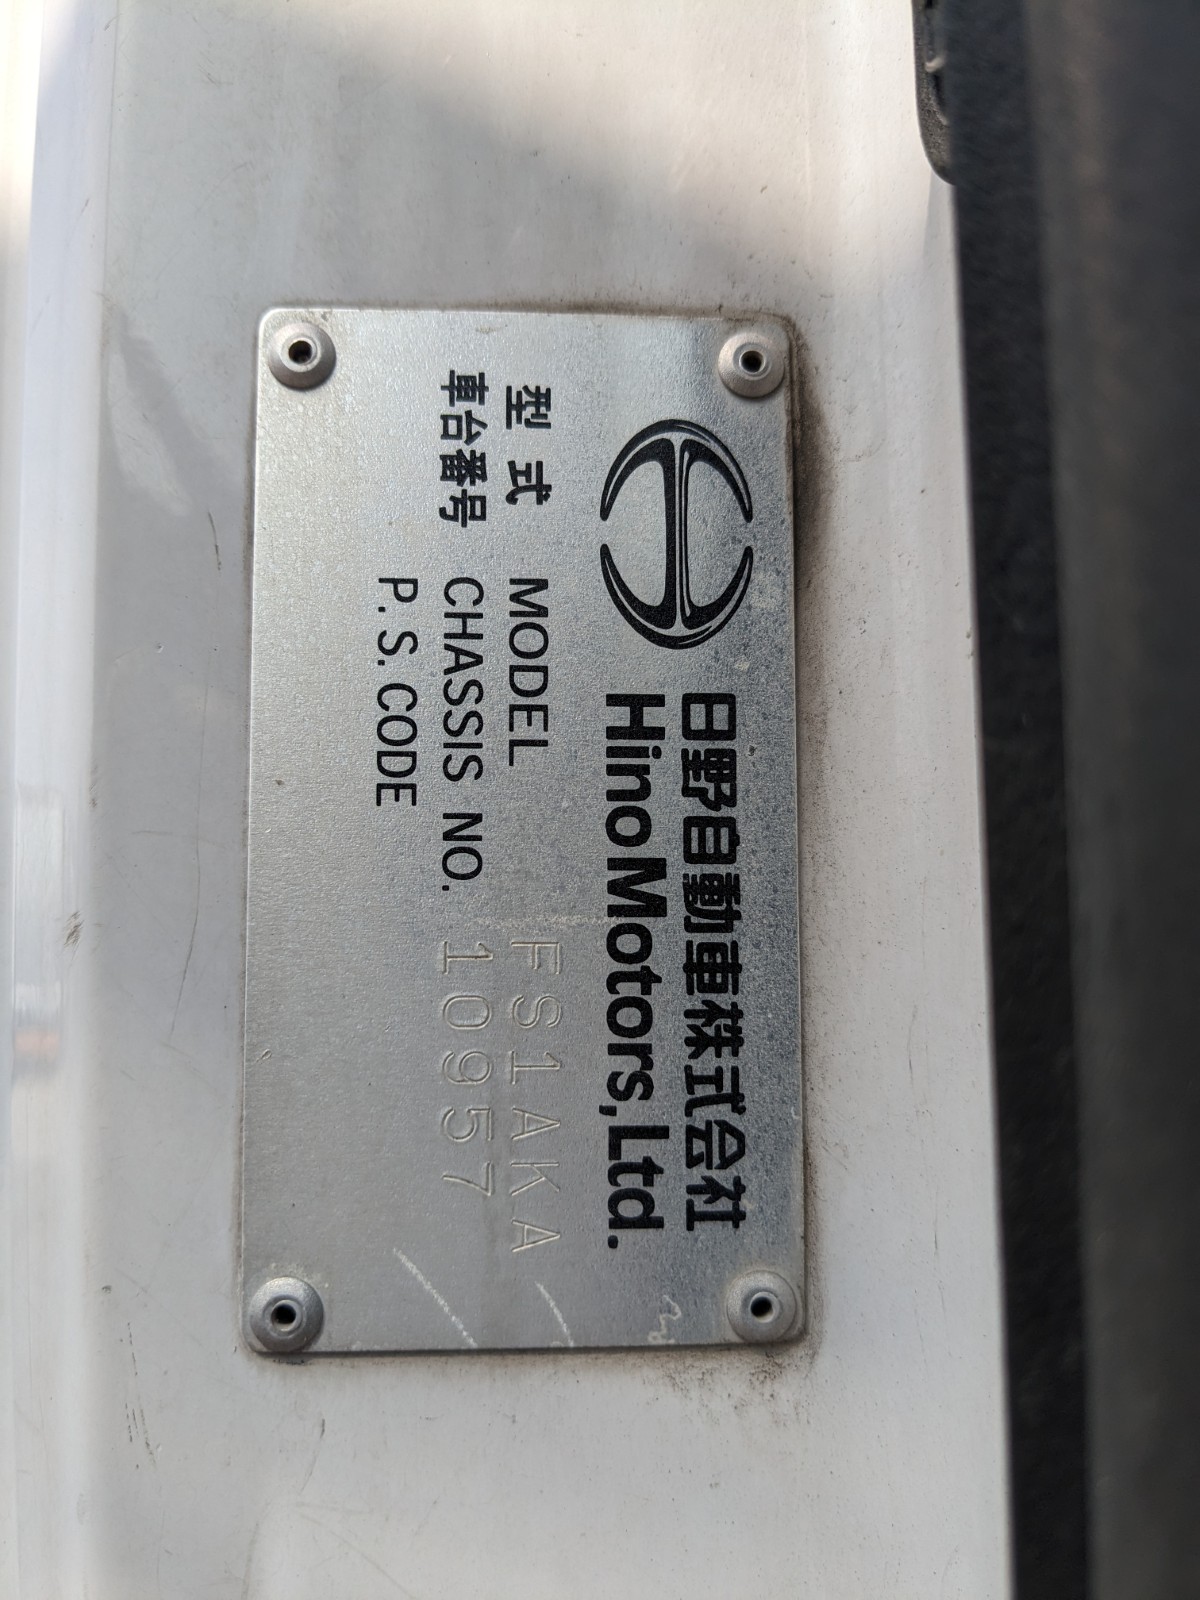 日野自動車株式会社
Hino Motors, Ltd.
型式 MODEL FS1AKA
車台番号 CHASSIS NO. 10957
P.S.CODE